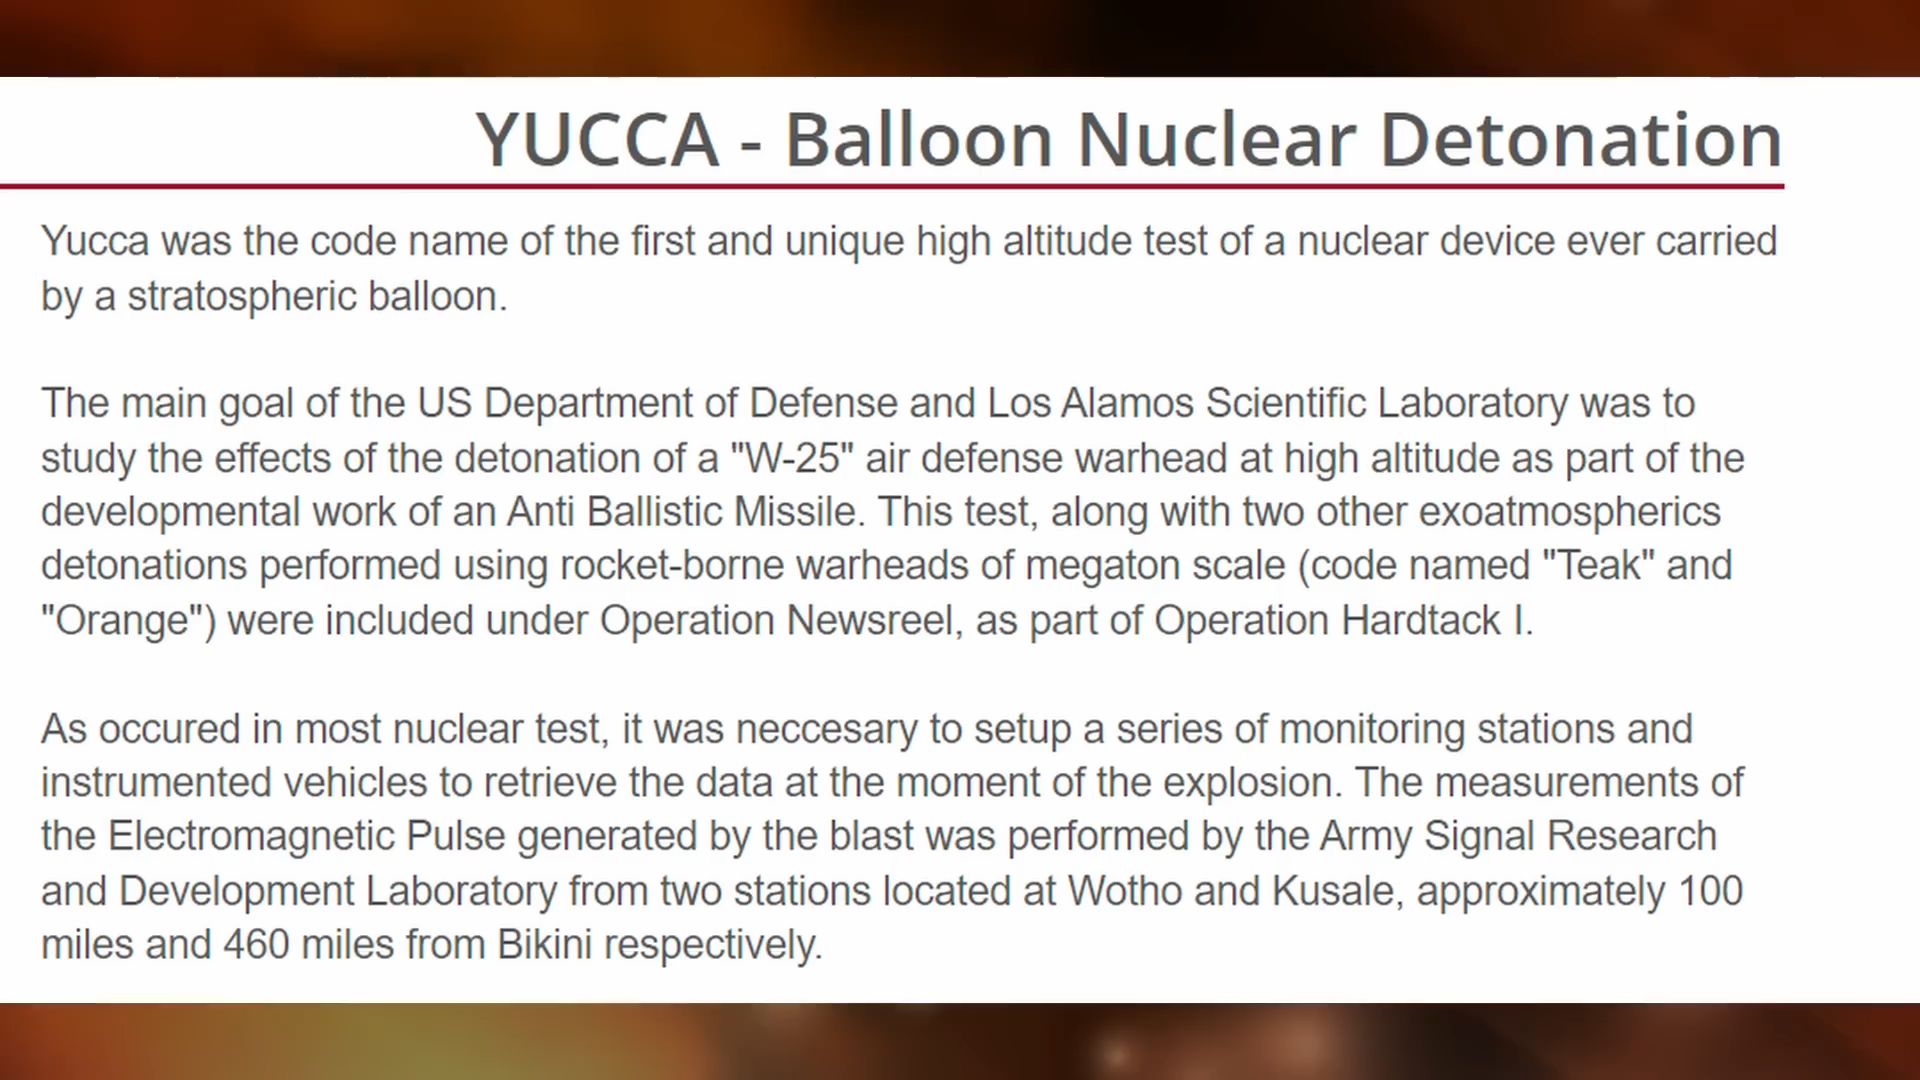 YUCCA - Balloon Nuclear Detonation
Yucca was the code name of the first and unique high altitude test of a nuclear device ever carried
by a stratospheric balloon.
The main goal of the US Department of Defense and Los Alamos Scientific Laboratory was to
study the effects of the detonation of a "W-25" air defense warhead at high altitude as part of the
developmental work of an Anti Ballistic Missile. This test, along with two other exoatmospherics
detonations performed using rocket-borne warheads of megaton scale (code named "Teak" and
"Orange") were included under Operation Newsreel, as part of Operation Hardtack I.
As occured in most nuclear test, it was neccesary to setup a series of monitoring stations and
instrumented vehicles to retrieve the data at the moment of the explosion. The measurements of
the Electromagnetic Pulse generated by the blast was performed by the Army Signal Research
and Development Laboratory from two stations located at Wotho and Kusale, approximately 100
miles and 460 miles from Bikini respectively.